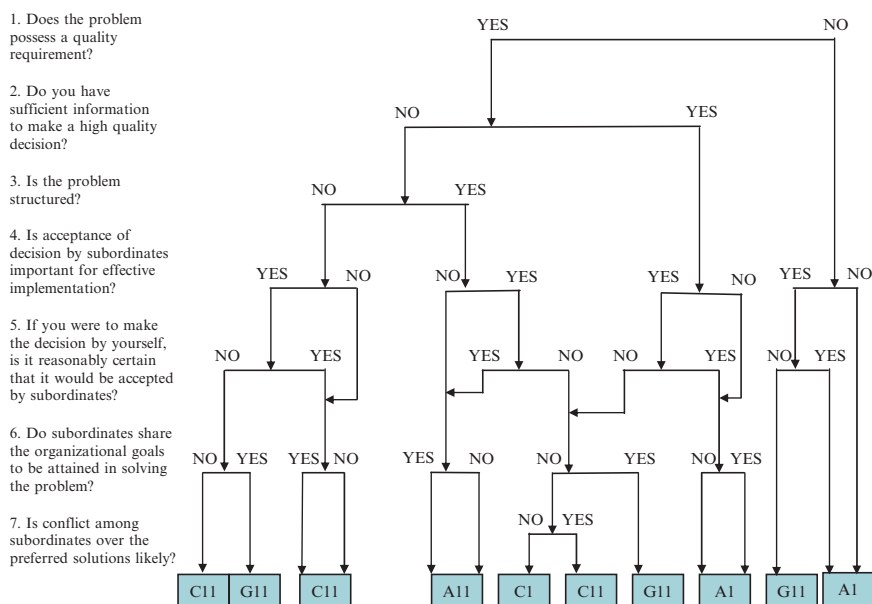 1. Does the problem
possess a quality
requirement?
2. Do you have
sufficient information
to make a high quality
decision?
3. Is the problem
structured?
4. Is acceptance of
decision by subordinates
important for effective
implementation?
5. If you were to make
the decision by yourself,
is it reasonably certain
that it would be accepted
by subordinates?
6. Do subordinates share
the organizational goals
to be attained in solving
the problem?
7. Is conflict among
subordinates over the
preferred solutions likely?
YES NO
NO YES
NO YES
YES NO NO YES YES NO YES NO
NO YES YES NO NO YES NO YES
NO YES YES NO YES NO NO YES NO YES
NO YES
C11 G11 C11 A11 C1 C11 G11 A1 G11 A1